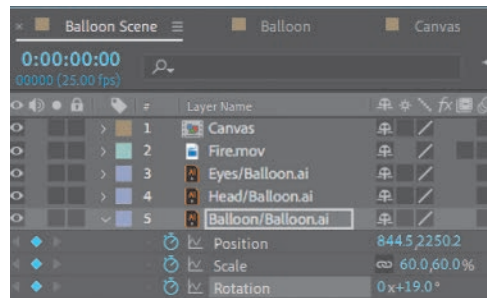 × Balloon Scene ≡ Balloon Canvas
0:00:00:00
00000 (25.00 fps)
# Layer Name fx
1 Canvas
2 Fire.mov
3 Eyes/Balloon.ai
4 Head/Balloon.ai
5 Balloon/Balloon.ai
Position 844.5,2250.2
Scale 60.0,60.0%
Rotation 0x+19.0°